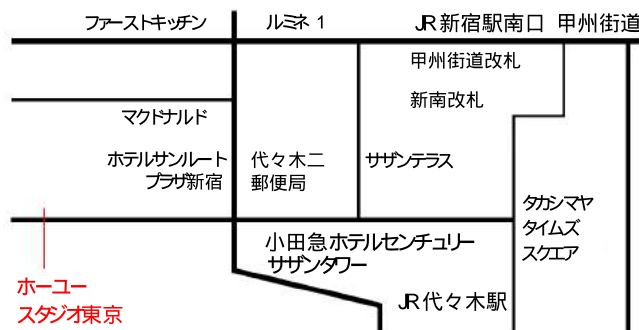 ファーストキッチン
ルミネ 1
JR新宿駅南口
甲州街道
甲州街道改札
新南改札
マクドナルド
ホテルサンルート
プラザ新宿
代々木二
郵便局
サザンテラス
タカシマヤ
タイムズ
スクエア
小田急ホテルセンチュリー
サザンタワー
ホーユー
スタジオ東京
JR代々木駅